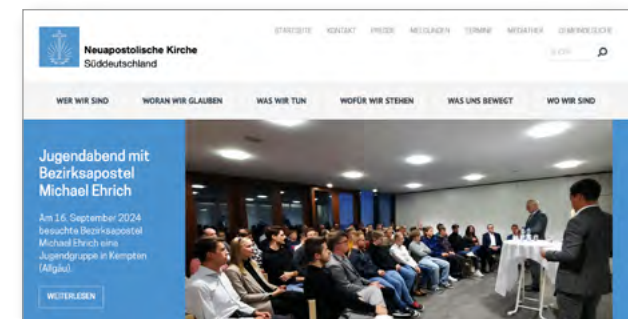 STARTSEITE KONTAKT PRESSE MELDUNGEN TERMINE MEDIATHEK GEMEINDESUCHE
Neuapostolische Kirche
Süddeutschland
WER WIR SIND WORAN WIR GLAUBEN WAS WIR TUN WOFÜR WIR STEHEN WAS UNS BEWEGT WO WIR SIND
Jugendabend mit
Bezirksapostel
Michael Ehrich
Am 16. September 2024
besuchte Bezirksapostel
Michael Ehrich eine
Jugendgruppe in Kempten
(Allgäu).
WEITERLESEN